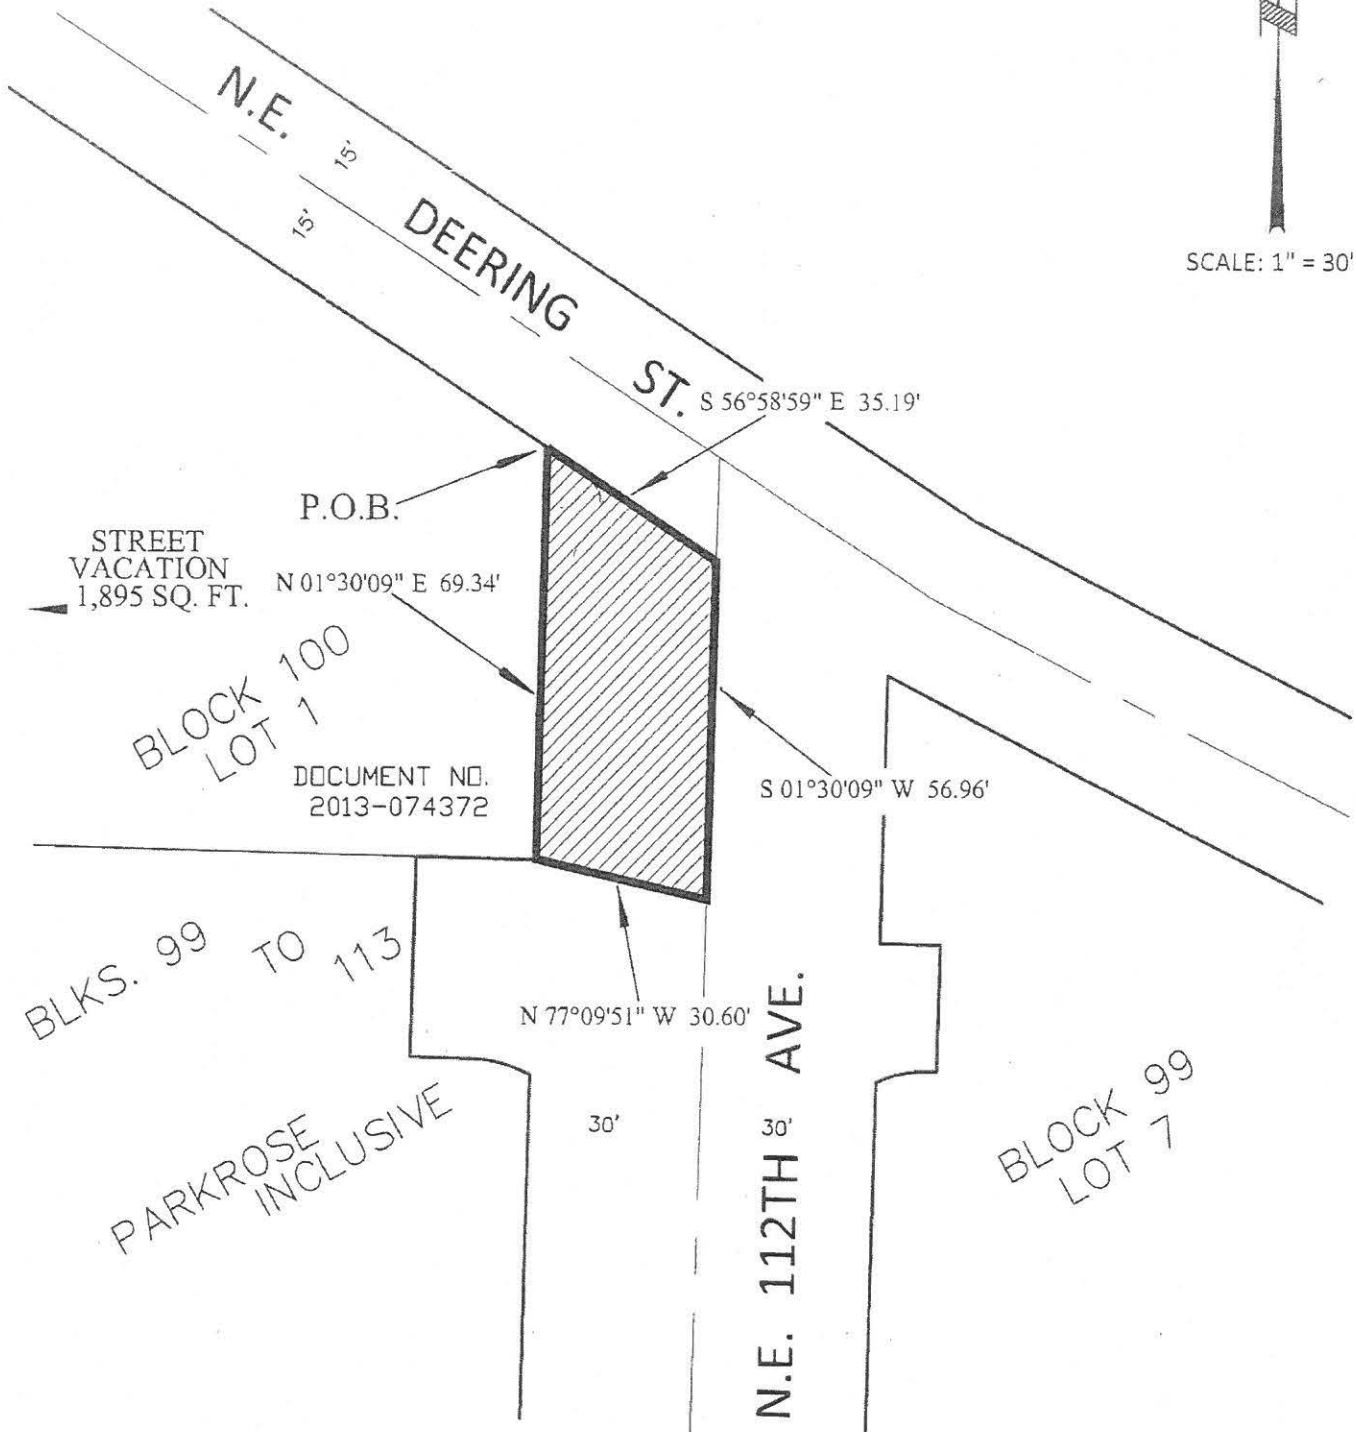 N.E. DEERING ST.
15'
15'
SCALE: 1" = 30'
S 56°58'59" E 35.19'
P.O.B.
STREET
VACATION
1,895 SQ. FT.
N 01°30'09" E 69.34'
BLOCK 100
LOT 1
DOCUMENT NO.
2013-074372
S 01°30'09" W 56.96'
BLKS. 99 TO 113
N 77°09'51" W 30.60'
PARKROSE
INCLUSIVE
30'
30'
N.E. 112TH AVE.
BLOCK 99
LOT 7